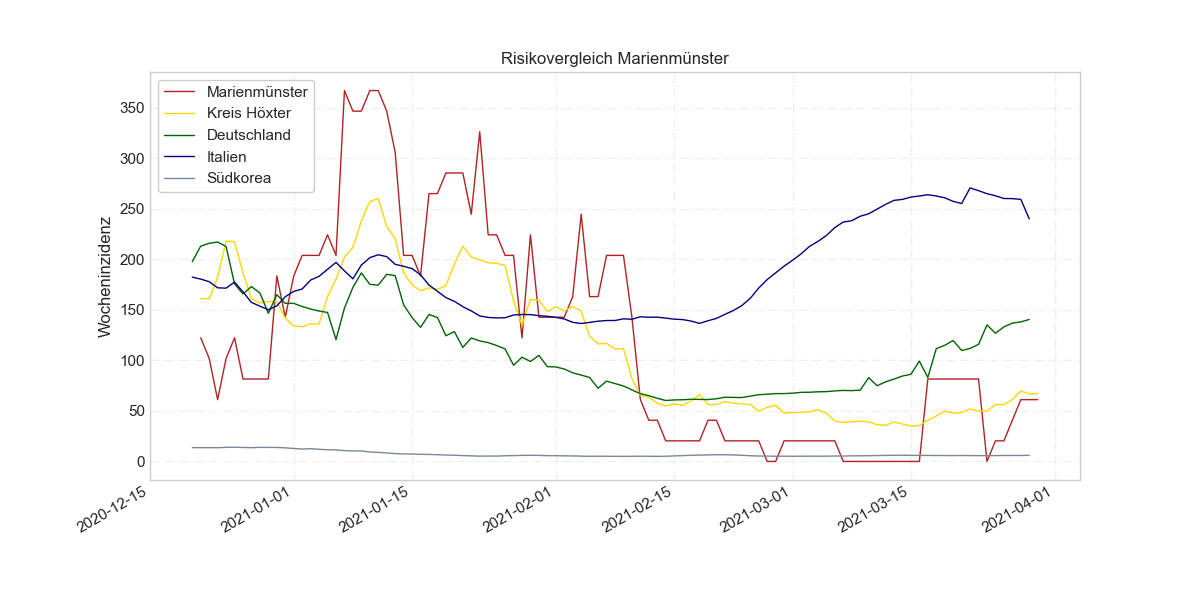 Risikovergleich Marienmünster
Marienmünster
Kreis Höxter
Deutschland
Italien
Südkorea
Wocheninzidenz
350
300
250
200
150
100
50
0
2020-12-15
2021-01-01
2021-01-15
2021-02-01
2021-02-15
2021-03-01
2021-03-15
2021-04-01